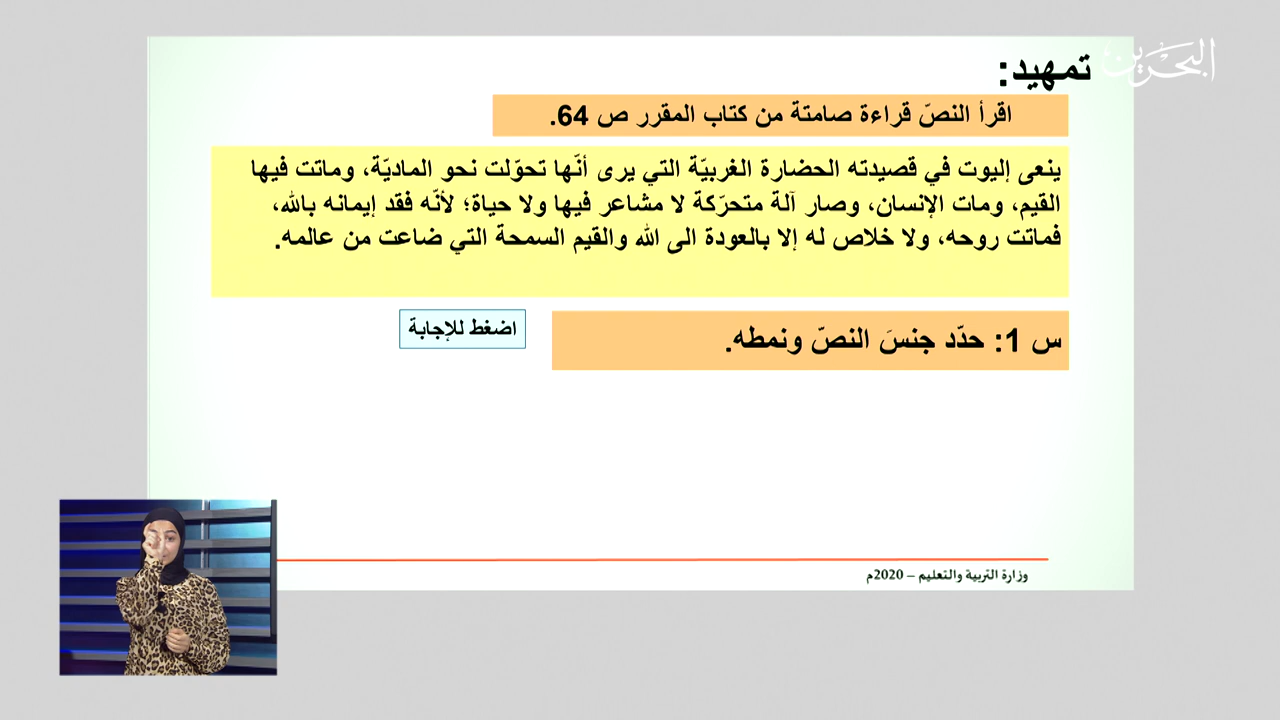 البحرين
تمهيد:
اقرأ النصّ قراءة صامتة من كتاب المقرر ص 64.
ينعى إليوت في قصيدته الحضارة الغربيّة التي يرى أنّها تحوّلت نحو الماديّة، وماتت فيها
القيم، ومات الإنسان، وصار آلة متحرّكة لا مشاعر فيها ولا حياة؛ لأنّه فقد إيمانه بالله،
فماتت روحه، ولا خلاص له إلا بالعودة الى الله والقيم السمحة التي ضاعت من عالمه.
س 1: حدّد جنسَ النصّ ونمطه.
اضغط للإجابة
وزارة التربية والتعليم – 2020م